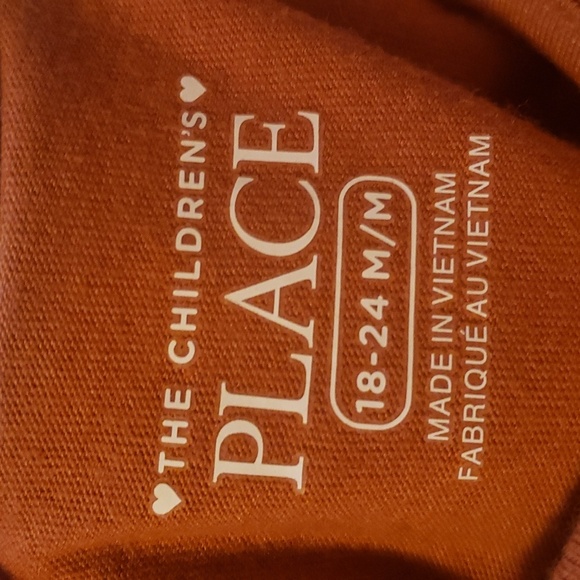 ♥THE CHILDREN'S♥
PLACE
18-24 M/M
MADE IN VIETNAM
FABRIQUÉ AU VIETNAM